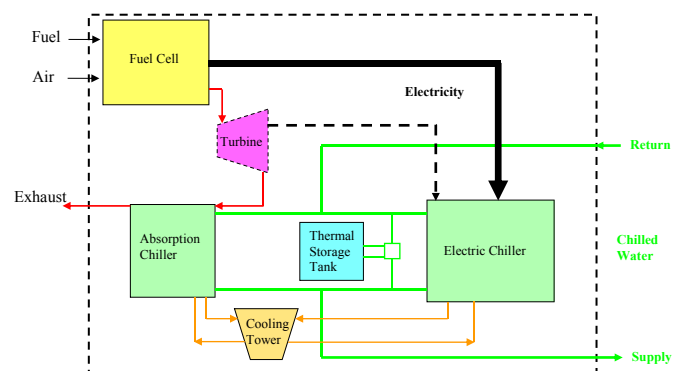 Fuel
Fuel Cell
Air
Electricity
Turbine
Return
Exhaust
Absorption
Chiller
Thermal
Storage
Tank
Electric Chiller
Chilled
Water
Cooling
Tower
Supply